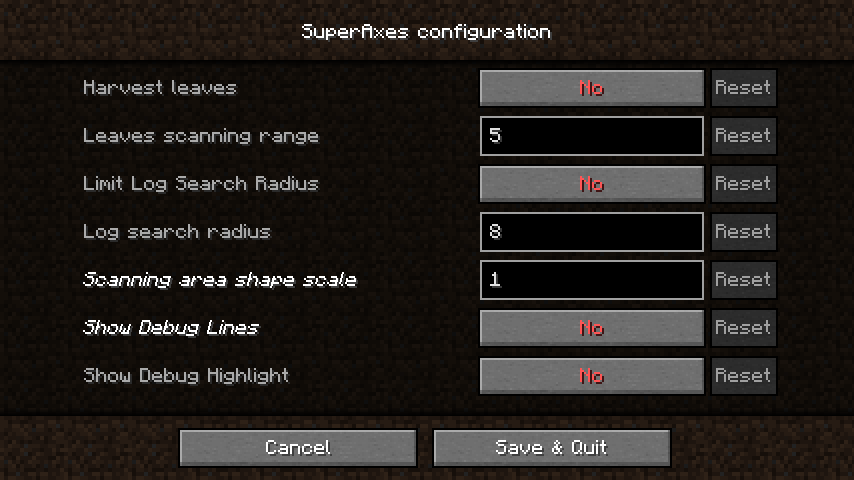 SuperAxes configuration
Harvest leaves No Reset
Leaves scanning range 5 Reset
Limit Log Search Radius No Reset
Log search radius 8 Reset
Scanning area shape scale 1 Reset
Show Debug Lines No Reset
Show Debug Highlight No Reset
Cancel Save & Quit